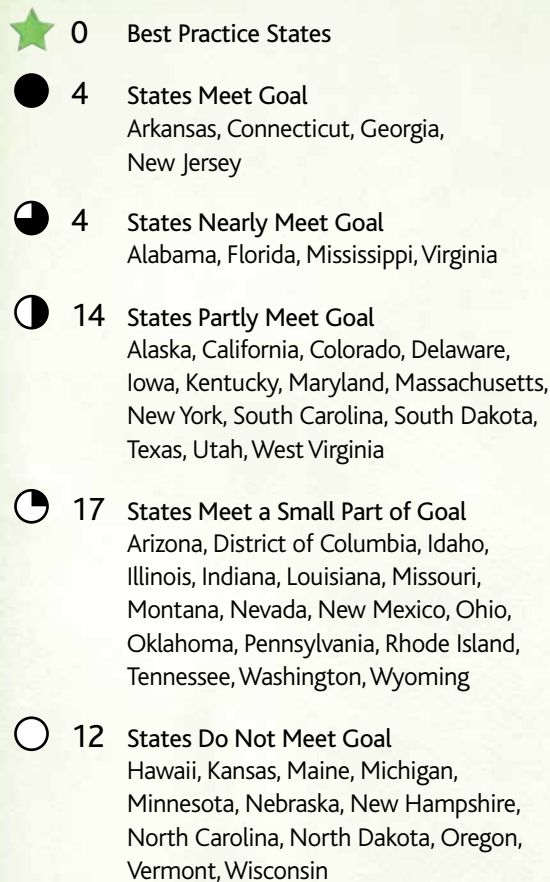 0 Best Practice States
4 States Meet Goal
Arkansas, Connecticut, Georgia,
New Jersey
4 States Nearly Meet Goal
Alabama, Florida, Mississippi, Virginia
14 States Partly Meet Goal
Alaska, California, Colorado, Delaware,
Iowa, Kentucky, Maryland, Massachusetts,
New York, South Carolina, South Dakota,
Texas, Utah, West Virginia
17 States Meet a Small Part of Goal
Arizona, District of Columbia, Idaho,
Illinois, Indiana, Louisiana, Missouri,
Montana, Nevada, New Mexico, Ohio,
Oklahoma, Pennsylvania, Rhode Island,
Tennessee, Washington, Wyoming
12 States Do Not Meet Goal
Hawaii, Kansas, Maine, Michigan,
Minnesota, Nebraska, New Hampshire,
North Carolina, North Dakota, Oregon,
Vermont, Wisconsin